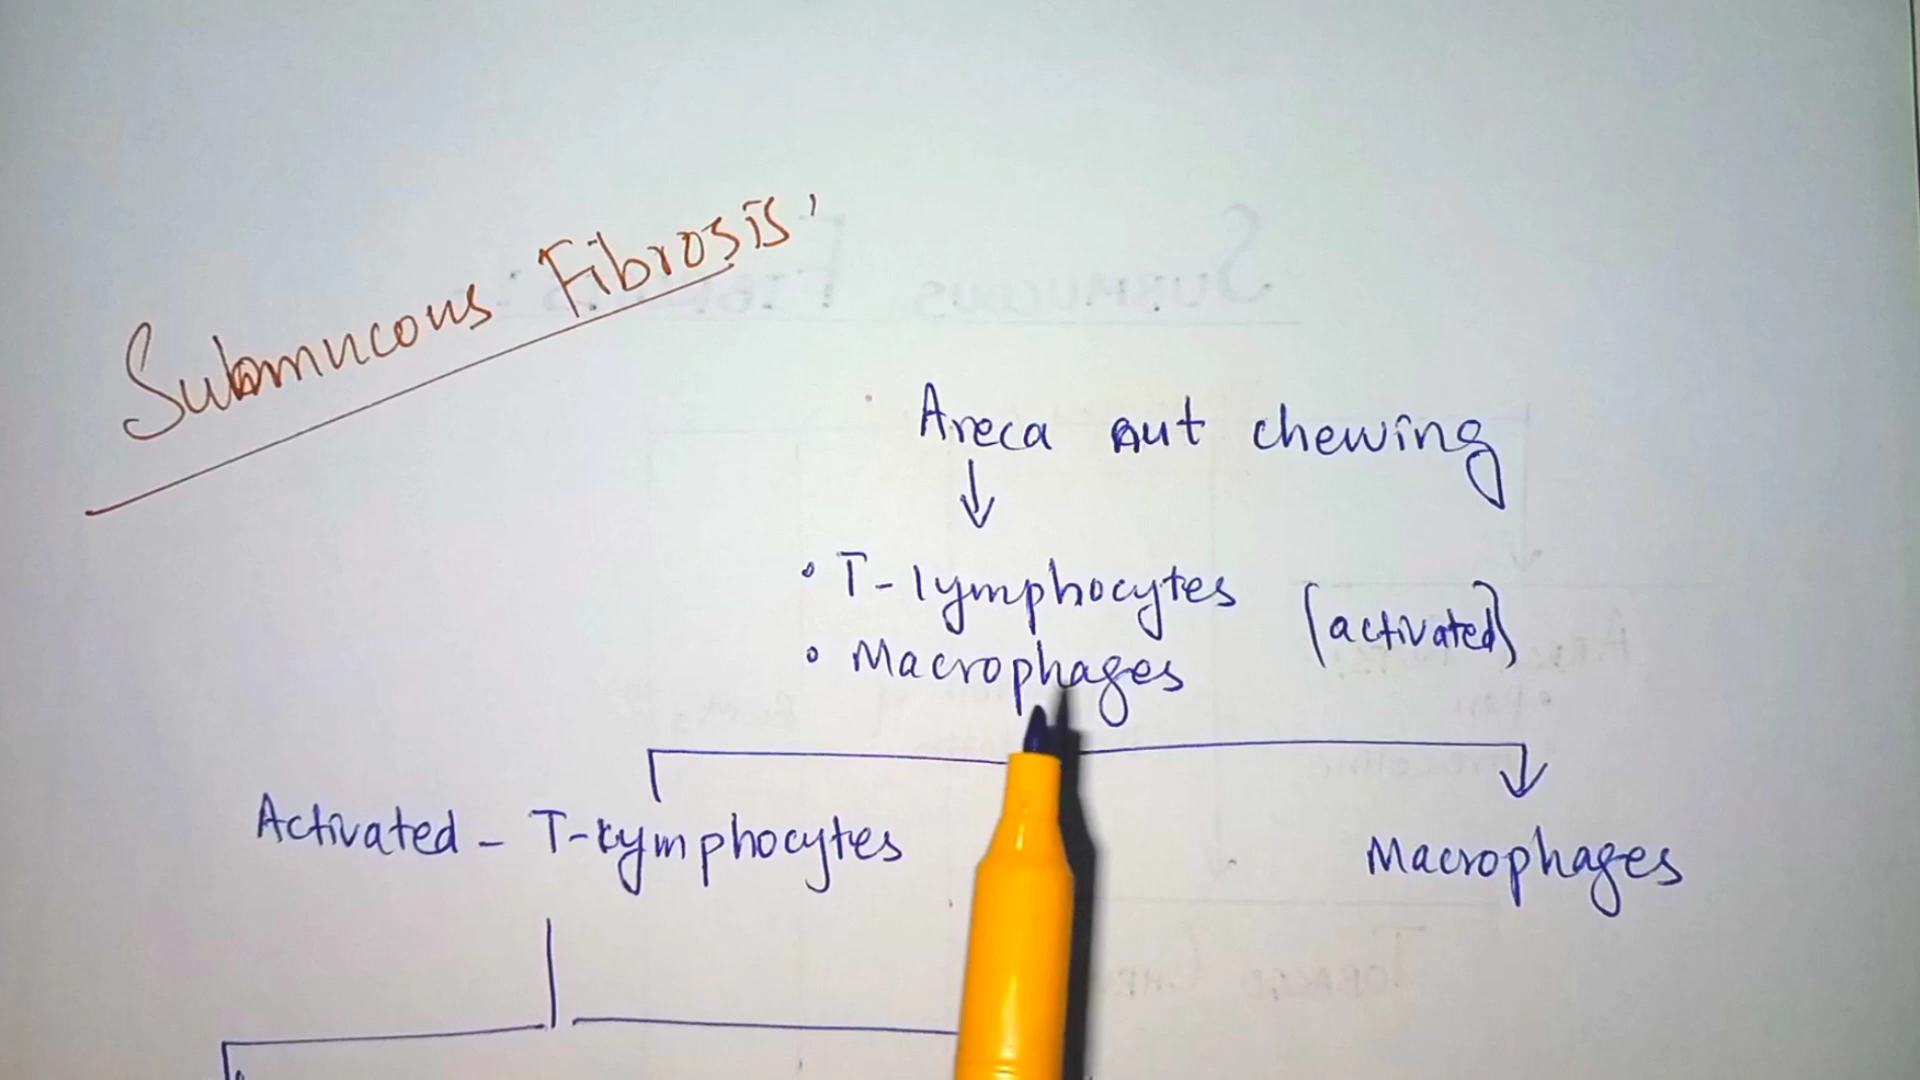 Submucous Fibrosis'
Areca nut chewing
• T-lymphocytes
(activated)
• Macrophages
Activated - T-lymphocytes
Macrophages